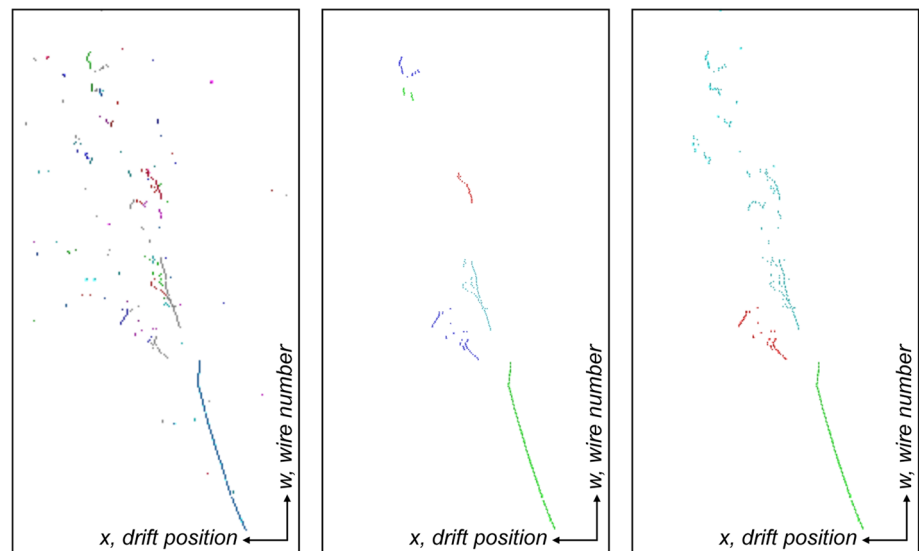 w, wire number
x, drift position
w, wire number
x, drift position
w, wire number
x, drift position